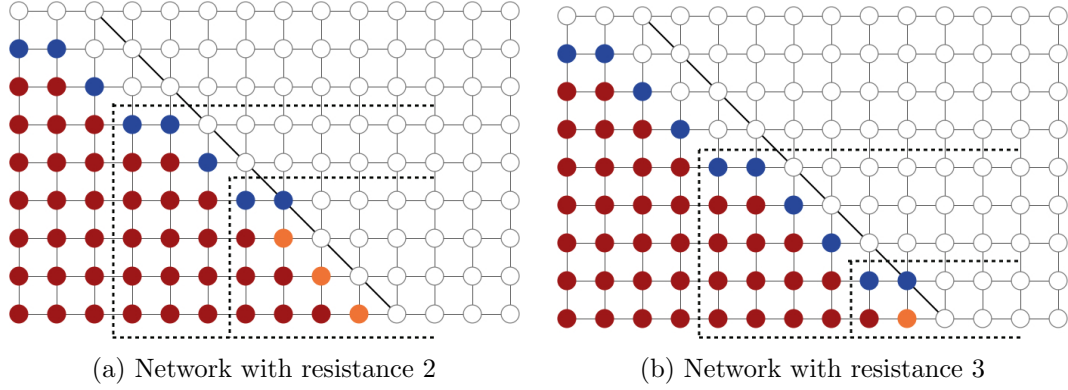 (a) Network with resistance 2
(b) Network with resistance 3